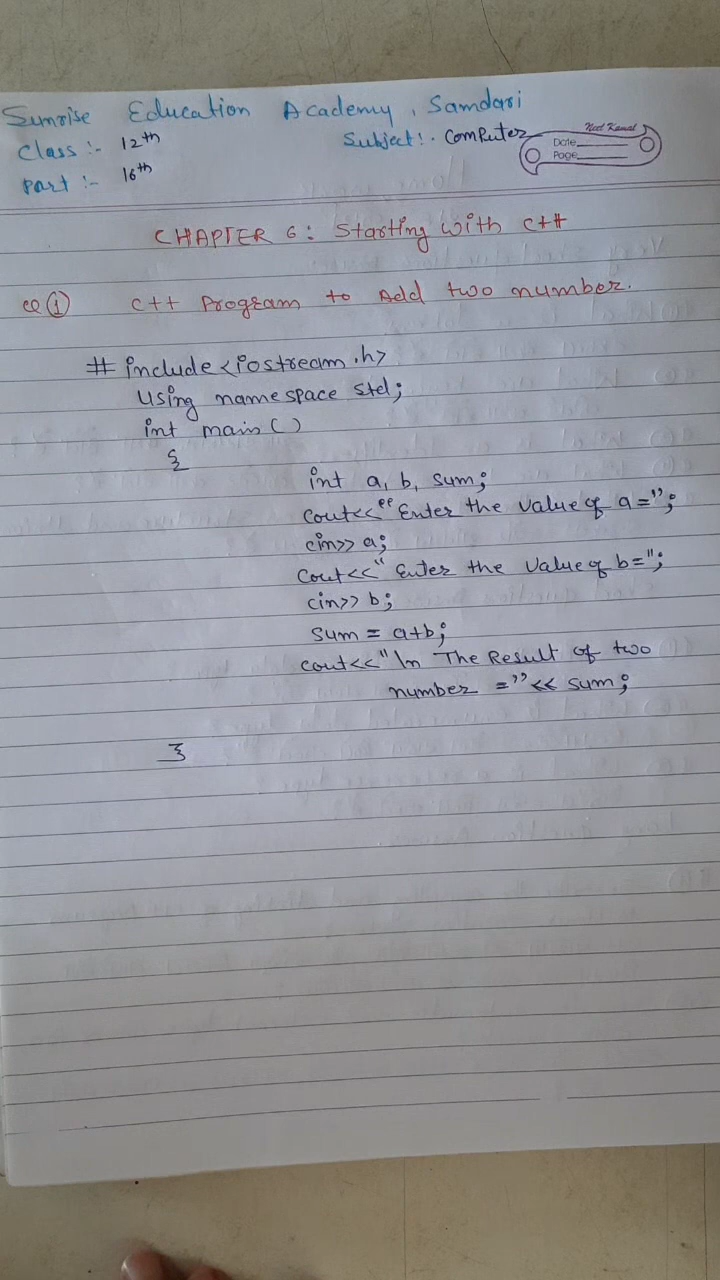 Sunrise Education Academy, Samdari
Class :- 12th Subject :- Computer
Part :- 16th
Neel Kamal
Date
Page
CHAPTER 6: Starting with C++
Q ① C++ Program to Add two number.
# include <iostream.h>
Using namespace std;
int main ()
{
int a, b, sum;
cout<<"Enter the value of a=";
cin>> a;
Cout<<" Enter the Value of b=";
cin>> b;
Sum = a+b;
cout<<"\n The Result of two
number =" << sum;
}